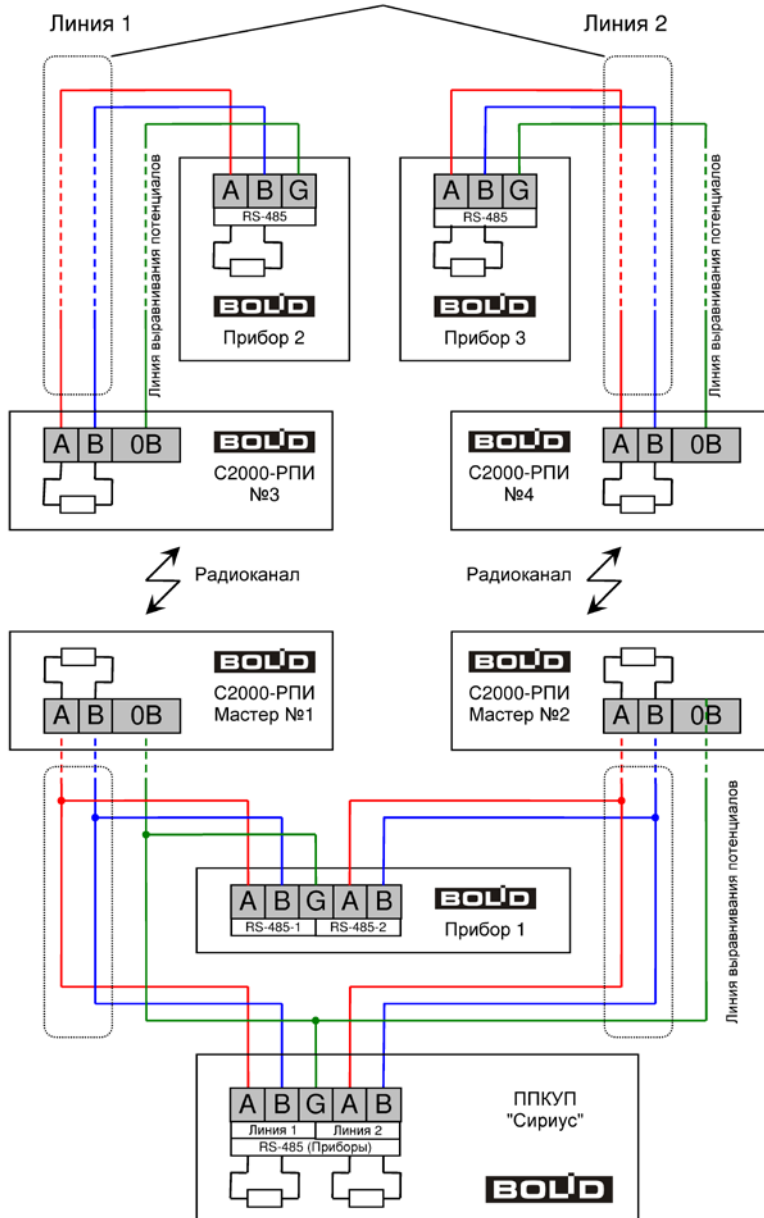 Линия 1
Линия 2
Линия выравнивания потенциалов
A B G
RS-485
BOLID
Прибор 2
A B G
RS-485
BOLID
Прибор 3
Линия выравнивания потенциалов
A B 0В
BOLID
С2000-РПИ
№3
BOLID
С2000-РПИ
№4
A B 0В
Радиоканал
Радиоканал
BOLID
С2000-РПИ
Мастер №1
A B 0В
BOLID
С2000-РПИ
Мастер №2
A B 0В
A B G A B
RS-485-1 RS-485-2
BOLID
Прибор 1
Линия выравнивания потенциалов
A B G A B
Линия 1 Линия 2
RS-485 (Приборы)
ППКУП
"Сириус"
BOLID